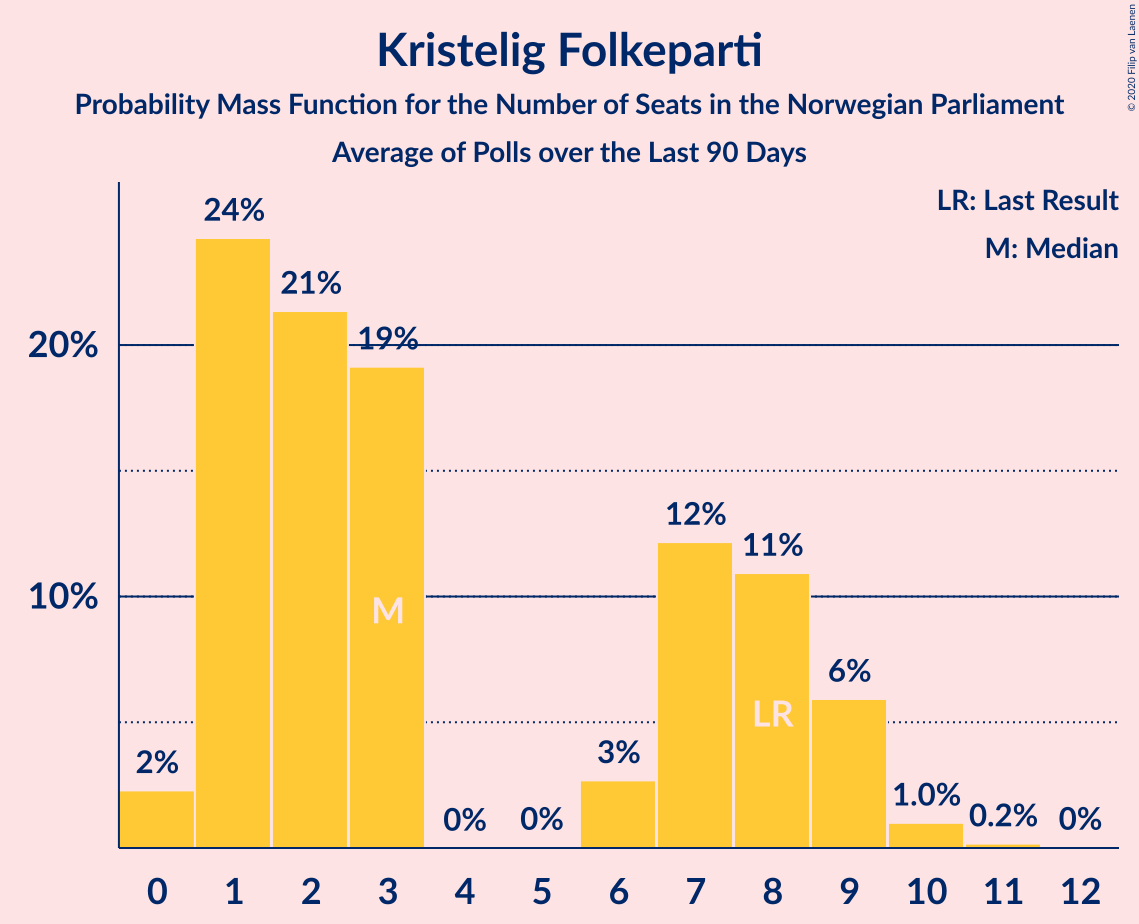 Kristelig Folkeparti
Probability Mass Function for the Number of Seats in the Norwegian Parliament
Average of Polls over the Last 90 Days
© 2020 Filip van Laenen
LR: Last Result
M: Median
24%
21%
20%
19%
12%
11%
10%
M
6%
LR
2%
3%
1.0%
0%
0%
0.2%
0%
0 1 2 3 4 5 6 7 8 9 10 11 12